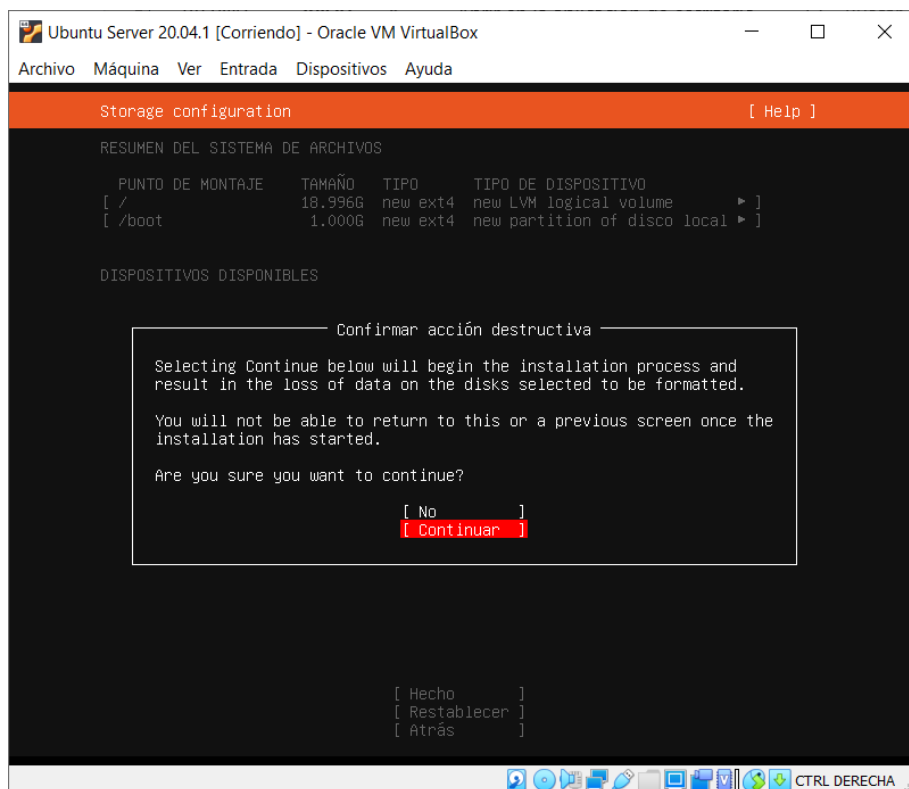 Ubuntu Server 20.04.1 [Corriendo] - Oracle VM VirtualBox
Archivo Máquina Ver Entrada Dispositivos Ayuda
Storage configuration [ Help ]
RESUMEN DEL SISTEMA DE ARCHIVOS
PUNTO DE MONTAJE TAMAÑO TIPO TIPO DE DISPOSITIVO
[ / 18.996G new ext4 new LVM logical volume ▸ ]
[ /boot 1.000G new ext4 new partition of disco local ▸ ]
DISPOSITIVOS DISPONIBLES
Confirmar acción destructiva
Selecting Continue below will begin the installation process and
result in the loss of data on the disks selected to be formatted.
You will not be able to return to this or a previous screen once the
installation has started.
Are you sure you want to continue?
[ No ]
[ Continuar ]
[ Hecho ]
[ Restablecer ]
[ Atrás ]
CTRL DERECHA